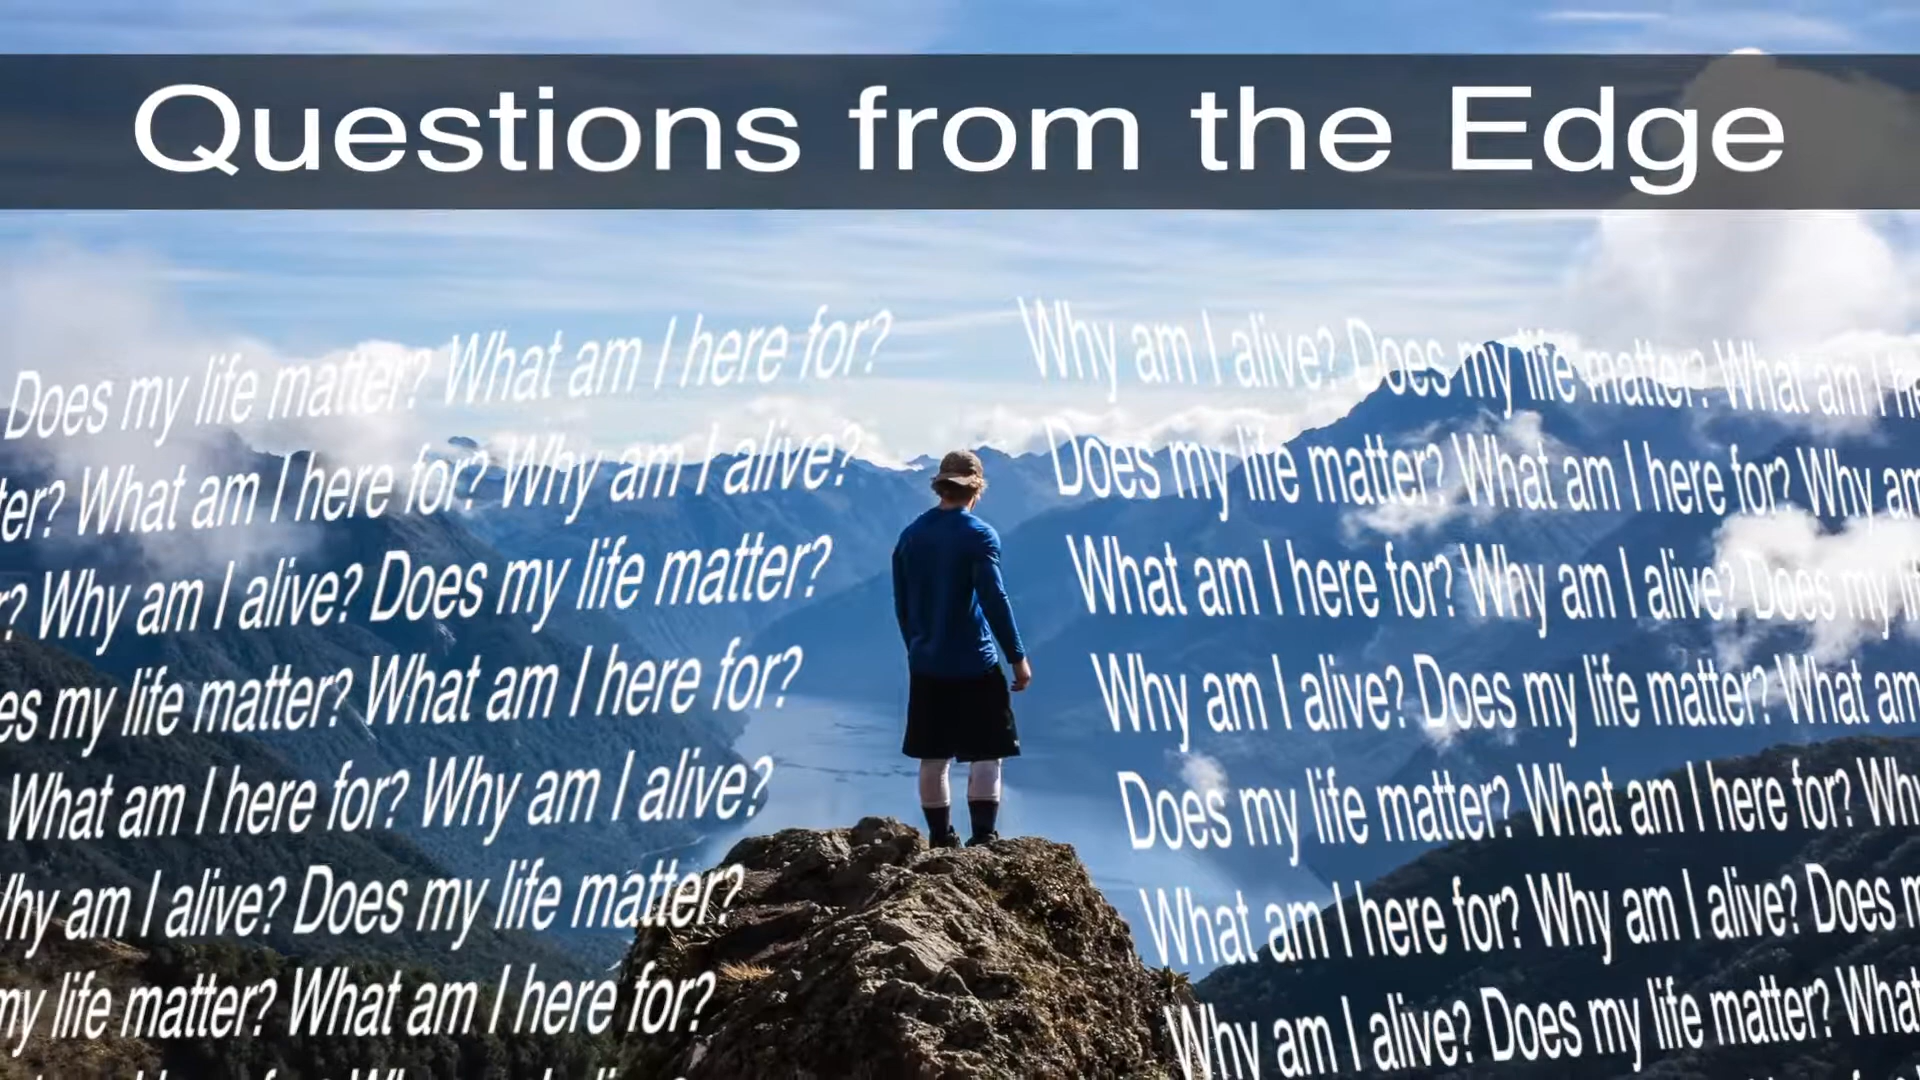 Questions from the Edge
Does my life matter? What am I here for?
What am I here for? Why am I alive?
? Why am I alive? Does my life matter?
my life matter? What am I here for?
What am I here for? Why am I alive?
Why am I alive? Does my life matter?
my life matter? What am I here for?
Why am I alive? Does my life matter? What am I
Does my life matter? What am I here for? Why am
What am I here for? Why am I alive? Does my
Why am I alive? Does my life matter? What am
Does my life matter? What am I here for? Why
What am I here for? Why am I alive? Does
Why am I alive? Does my life matter? What